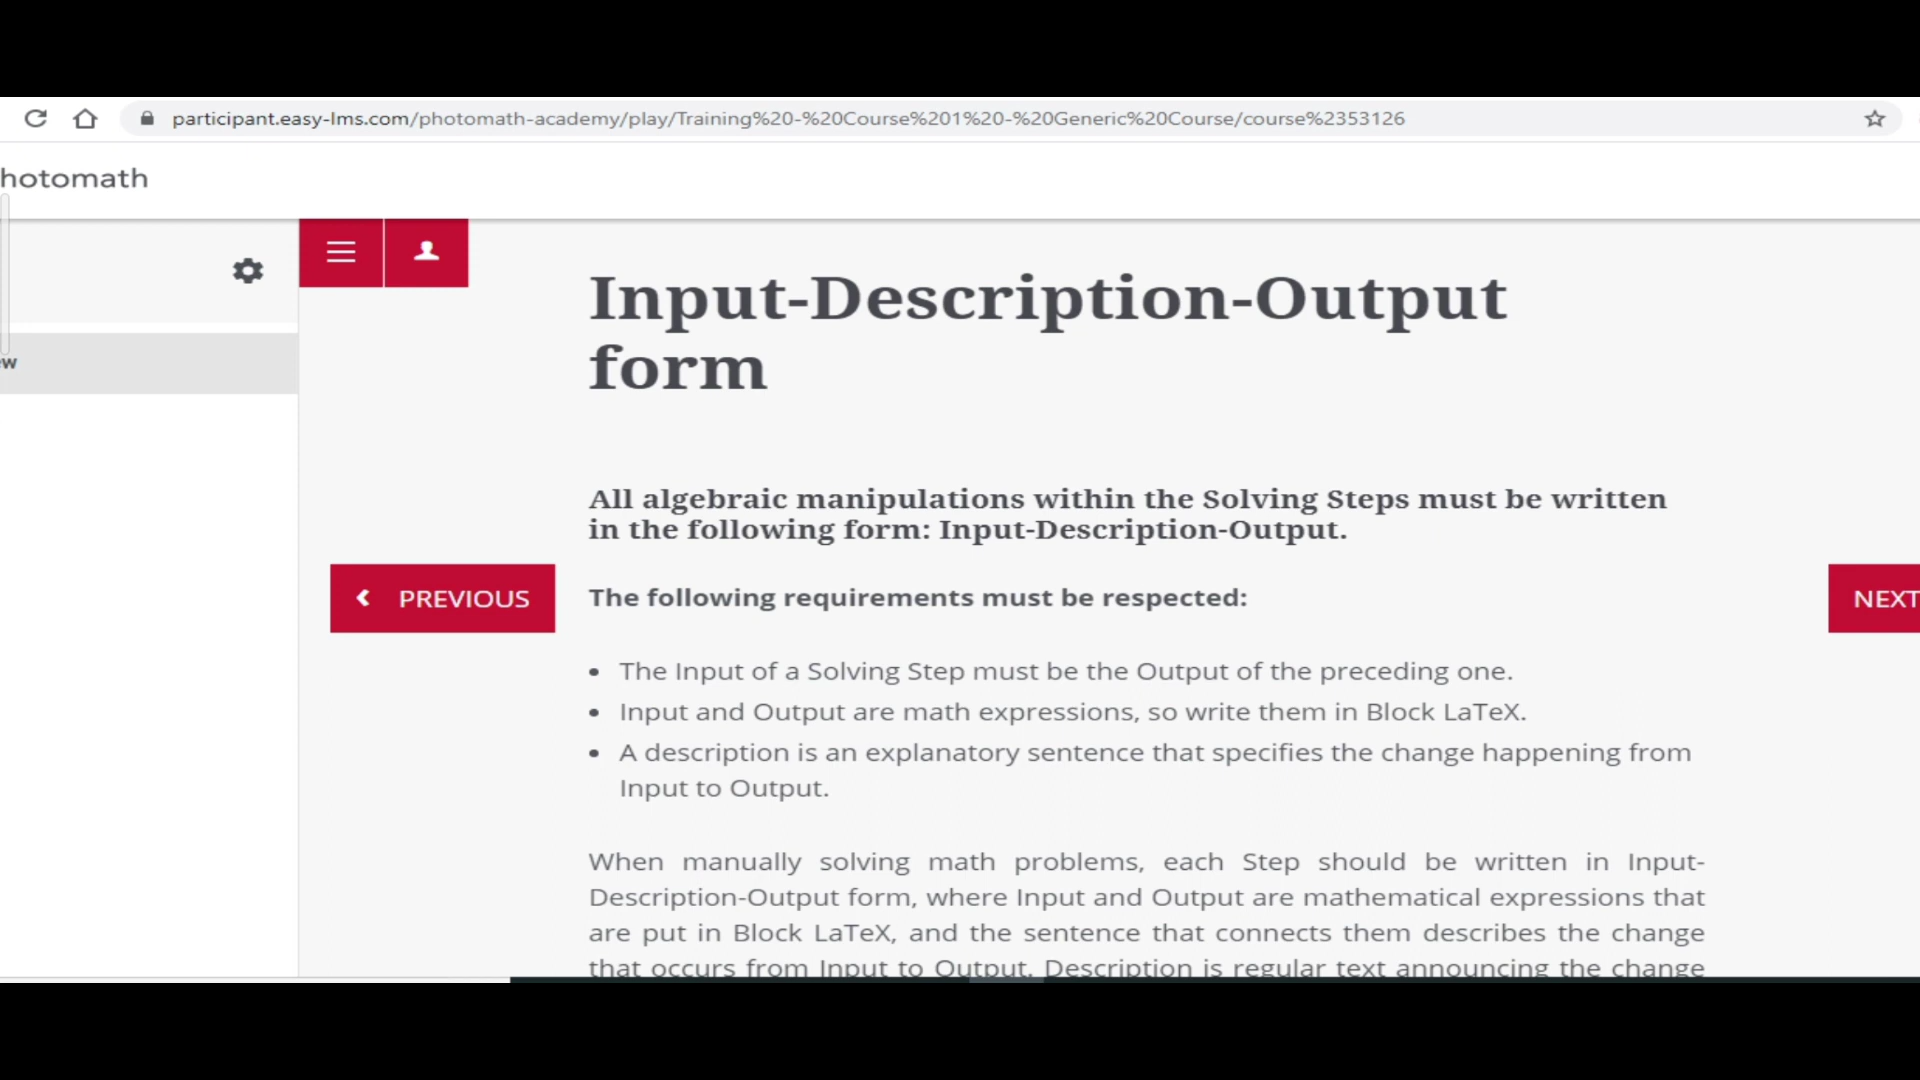 participant.easy-lms.com/photomath-academy/play/Training%20-%20Course%201%20-%20Generic%20Course/course%2353126
hotomath
ew
Input-Description-Output
form
All algebraic manipulations within the Solving Steps must be written
in the following form: Input-Description-Output.
PREVIOUS
The following requirements must be respected:
NEXT
• The Input of a Solving Step must be the Output of the preceding one.
• Input and Output are math expressions, so write them in Block LaTeX.
• A description is an explanatory sentence that specifies the change happening from
Input to Output.
When manually solving math problems, each Step should be written in Input-
Description-Output form, where Input and Output are mathematical expressions that
are put in Block LaTeX, and the sentence that connects them describes the change
that occurs from Input to Output. Description is regular text announcing the change